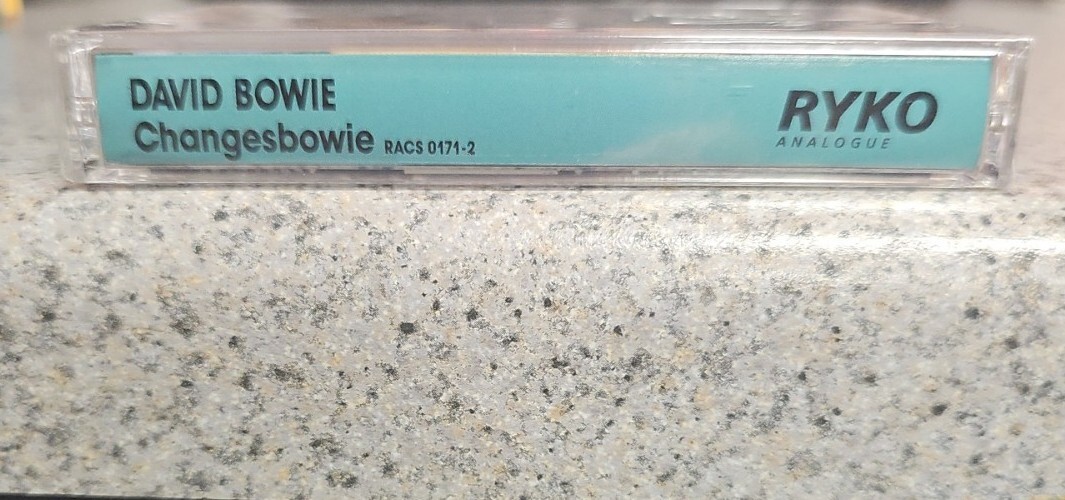 DAVID BOWIE
Changesbowie RACS 0171-2
RYKO
ANALOGUE